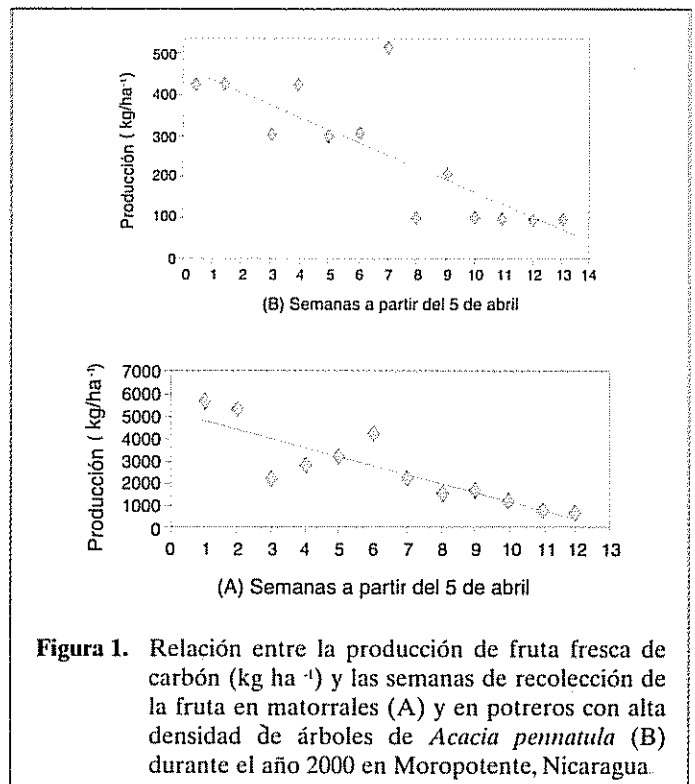 500
400
300
200
100
0
Producción ( kg/ha⁻¹)
0 1 2 3 4 5 6 7 8 9 10 11 12 13 14
(B) Semanas a partir del 5 de abril
7000
6000
5000
4000
3000
2000
1000
0
Producción ( kg/ha⁻¹)
0 1 2 3 4 5 6 7 8 9 10 11 12 13
(A) Semanas a partir del 5 de abril
Figura 1. Relación entre la producción de fruta fresca de
carbón (kg ha ⁻¹) y las semanas de recolección de
la fruta en matorrales (A) y en potreros con alta
densidad de árboles de Acacia pennatula (B)
durante el año 2000 en Moropotente, Nicaragua.